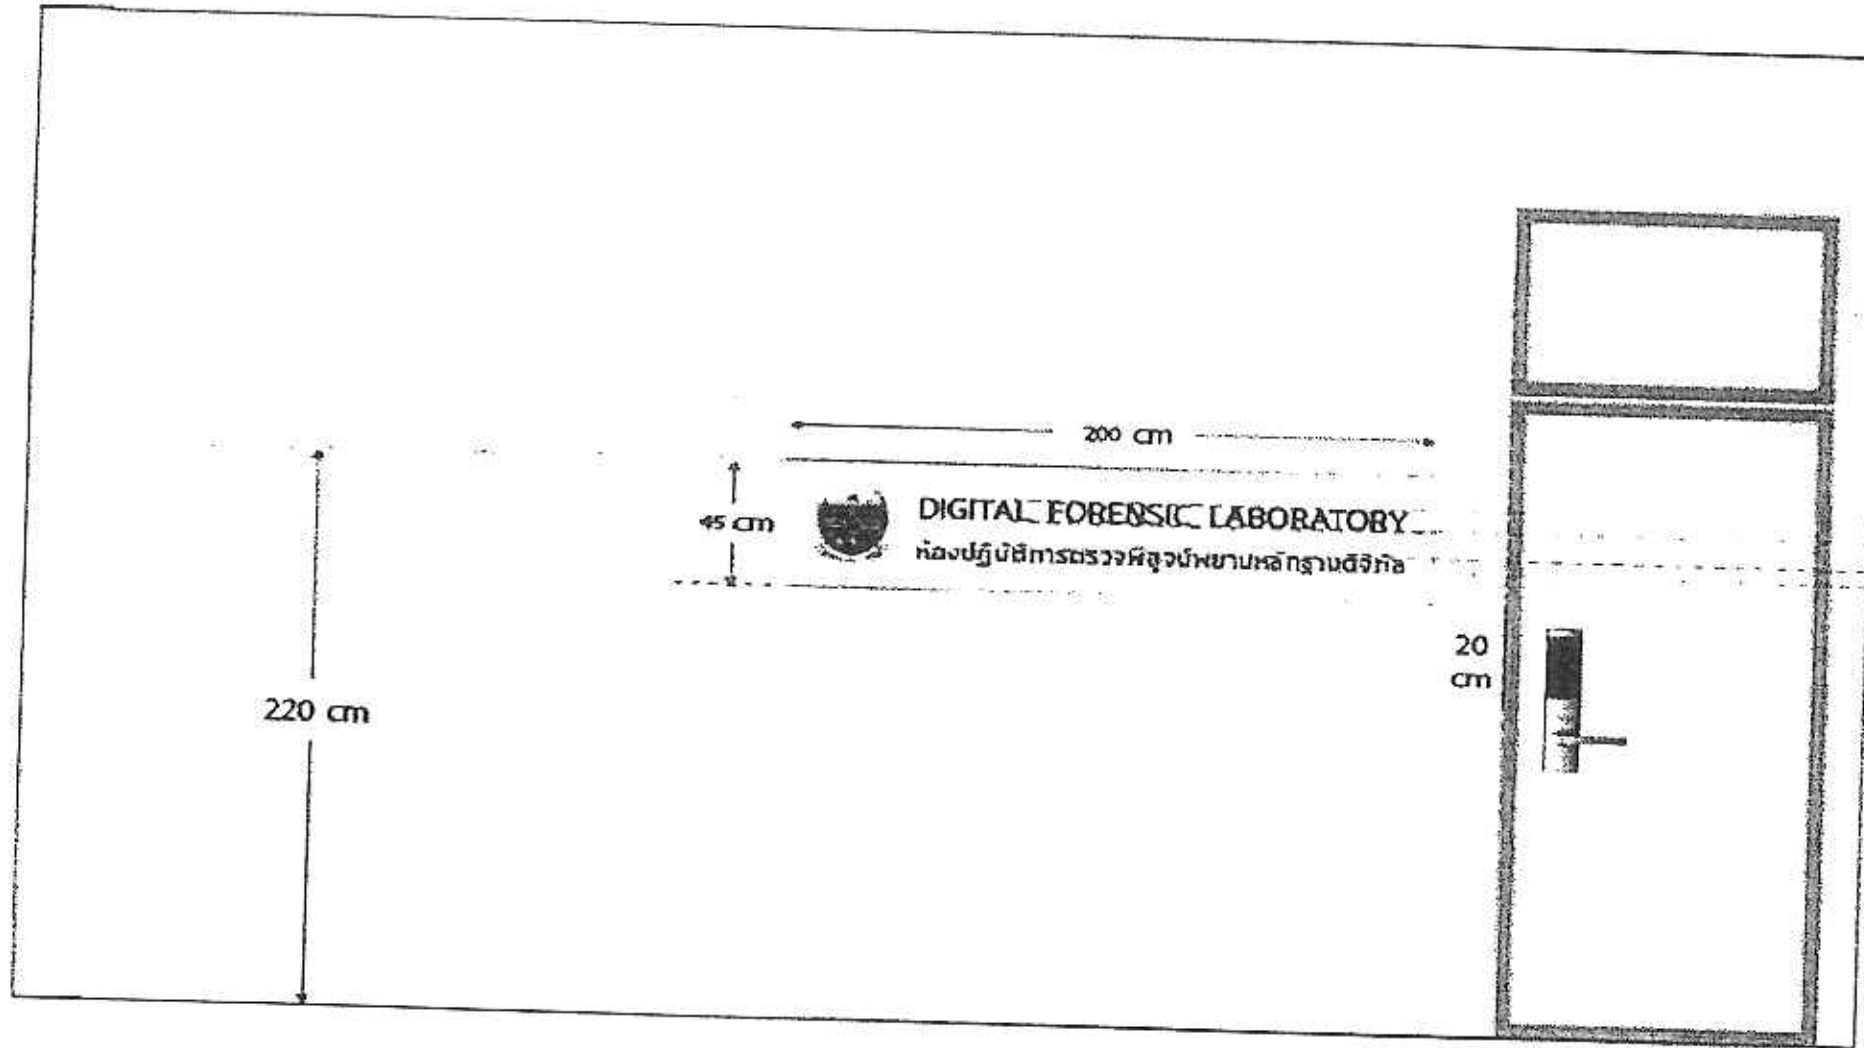 200 cm
45 cm
DIGITAL FORENSIC LABORATORY
ห้องปฏิบัติการตรวจพิสูจน์พยานหลักฐานดิจิทัล
20
cm
220 cm